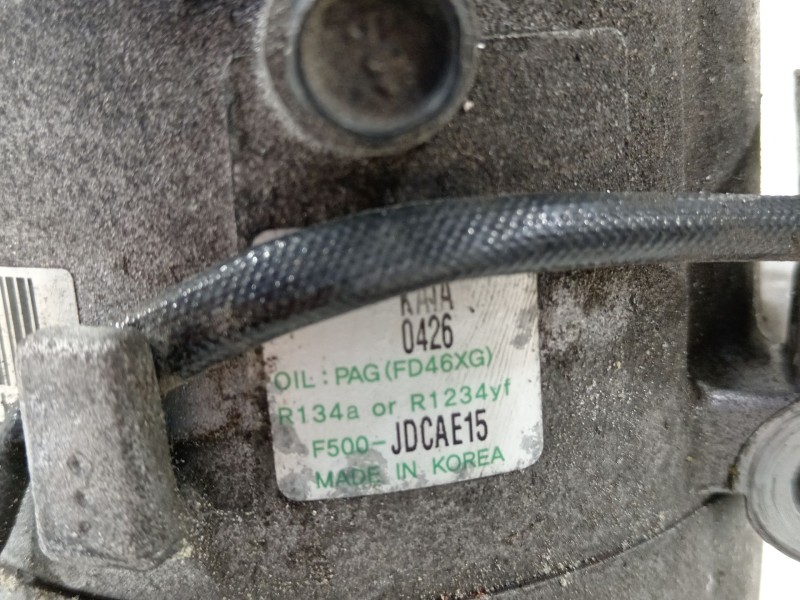 0426
OIL : PAG (FD46XG)
R134a or R1234yf
F500-JDCAE15
MADE IN KOREA